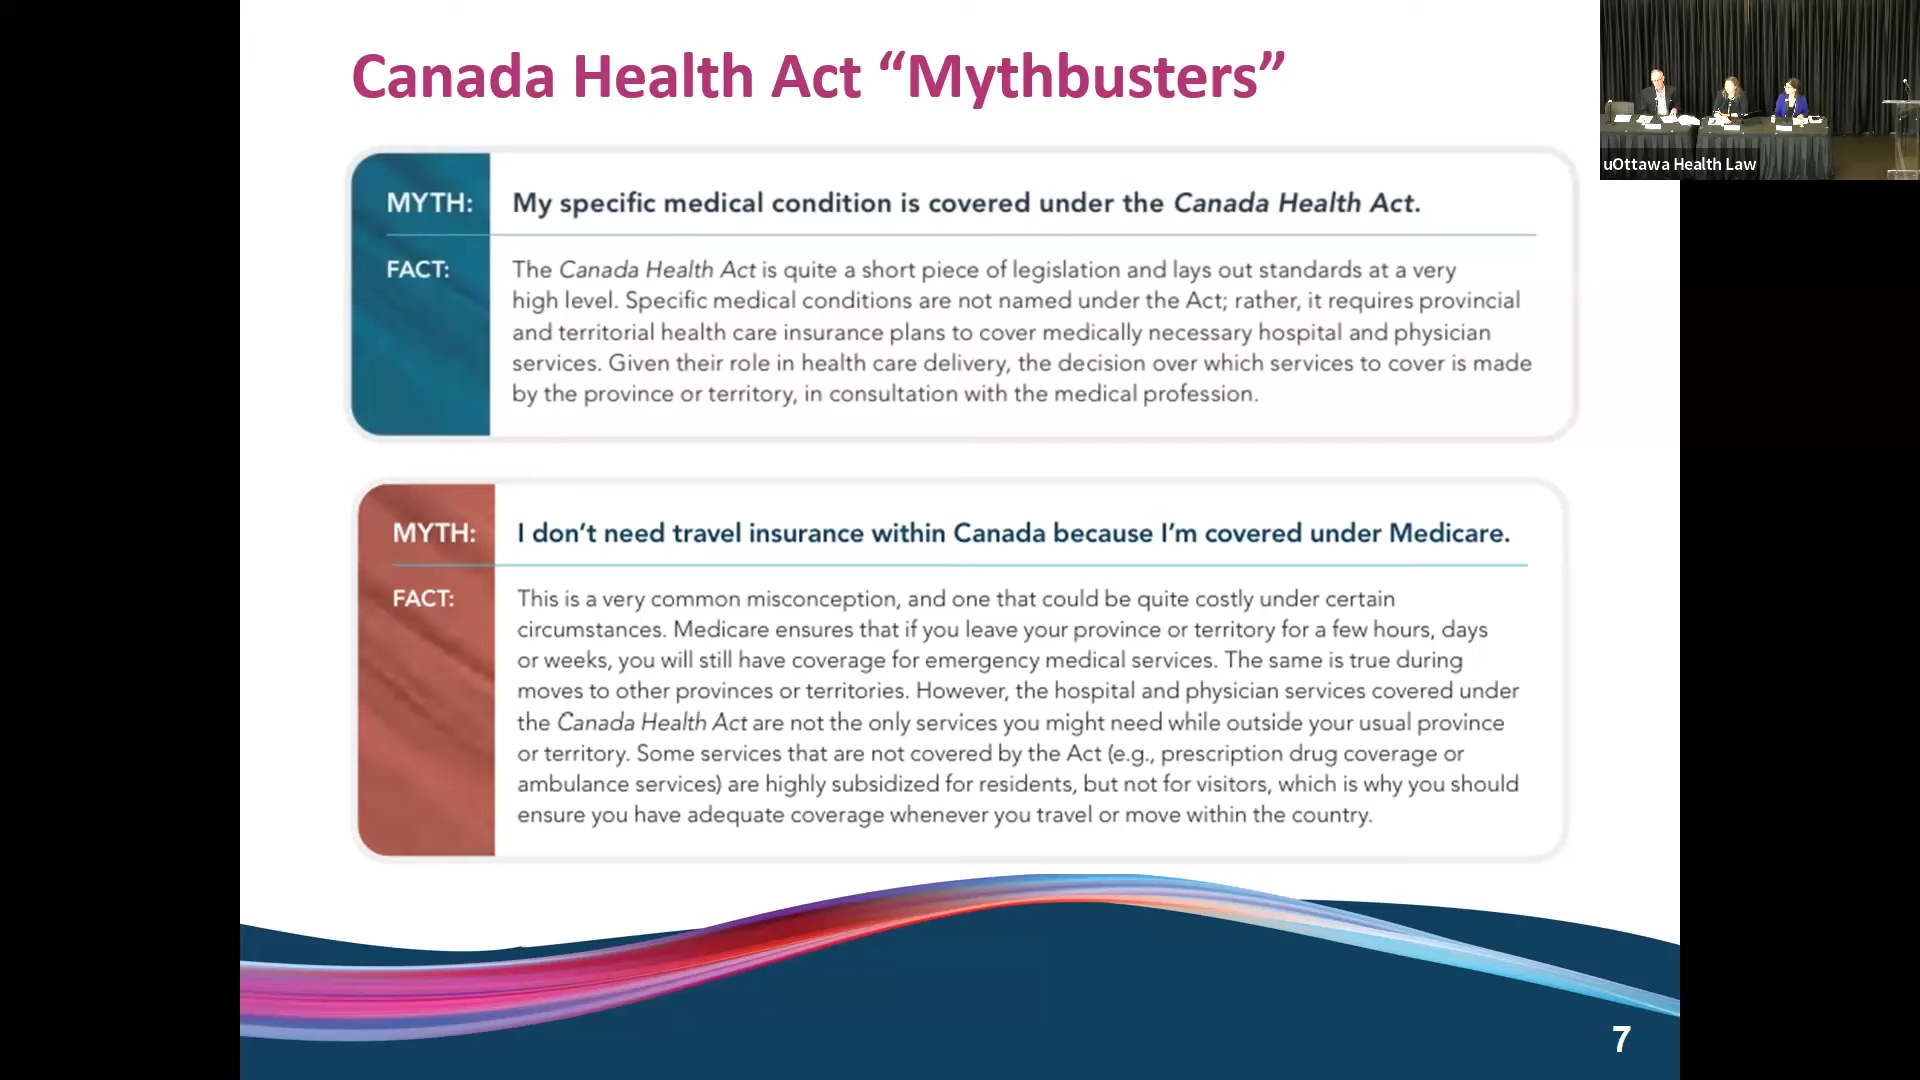 Canada Health Act “Mythbusters”
uOttawa Health Law
MYTH: My specific medical condition is covered under the Canada Health Act.
FACT: The Canada Health Act is quite a short piece of legislation and lays out standards at a very
high level. Specific medical conditions are not named under the Act; rather, it requires provincial
and territorial health care insurance plans to cover medically necessary hospital and physician
services. Given their role in health care delivery, the decision over which services to cover is made
by the province or territory, in consultation with the medical profession.
MYTH: I don’t need travel insurance within Canada because I’m covered under Medicare.
FACT: This is a very common misconception, and one that could be quite costly under certain
circumstances. Medicare ensures that if you leave your province or territory for a few hours, days
or weeks, you will still have coverage for emergency medical services. The same is true during
moves to other provinces or territories. However, the hospital and physician services covered under
the Canada Health Act are not the only services you might need while outside your usual province
or territory. Some services that are not covered by the Act (e.g., prescription drug coverage or
ambulance services) are highly subsidized for residents, but not for visitors, which is why you should
ensure you have adequate coverage whenever you travel or move within the country.
7